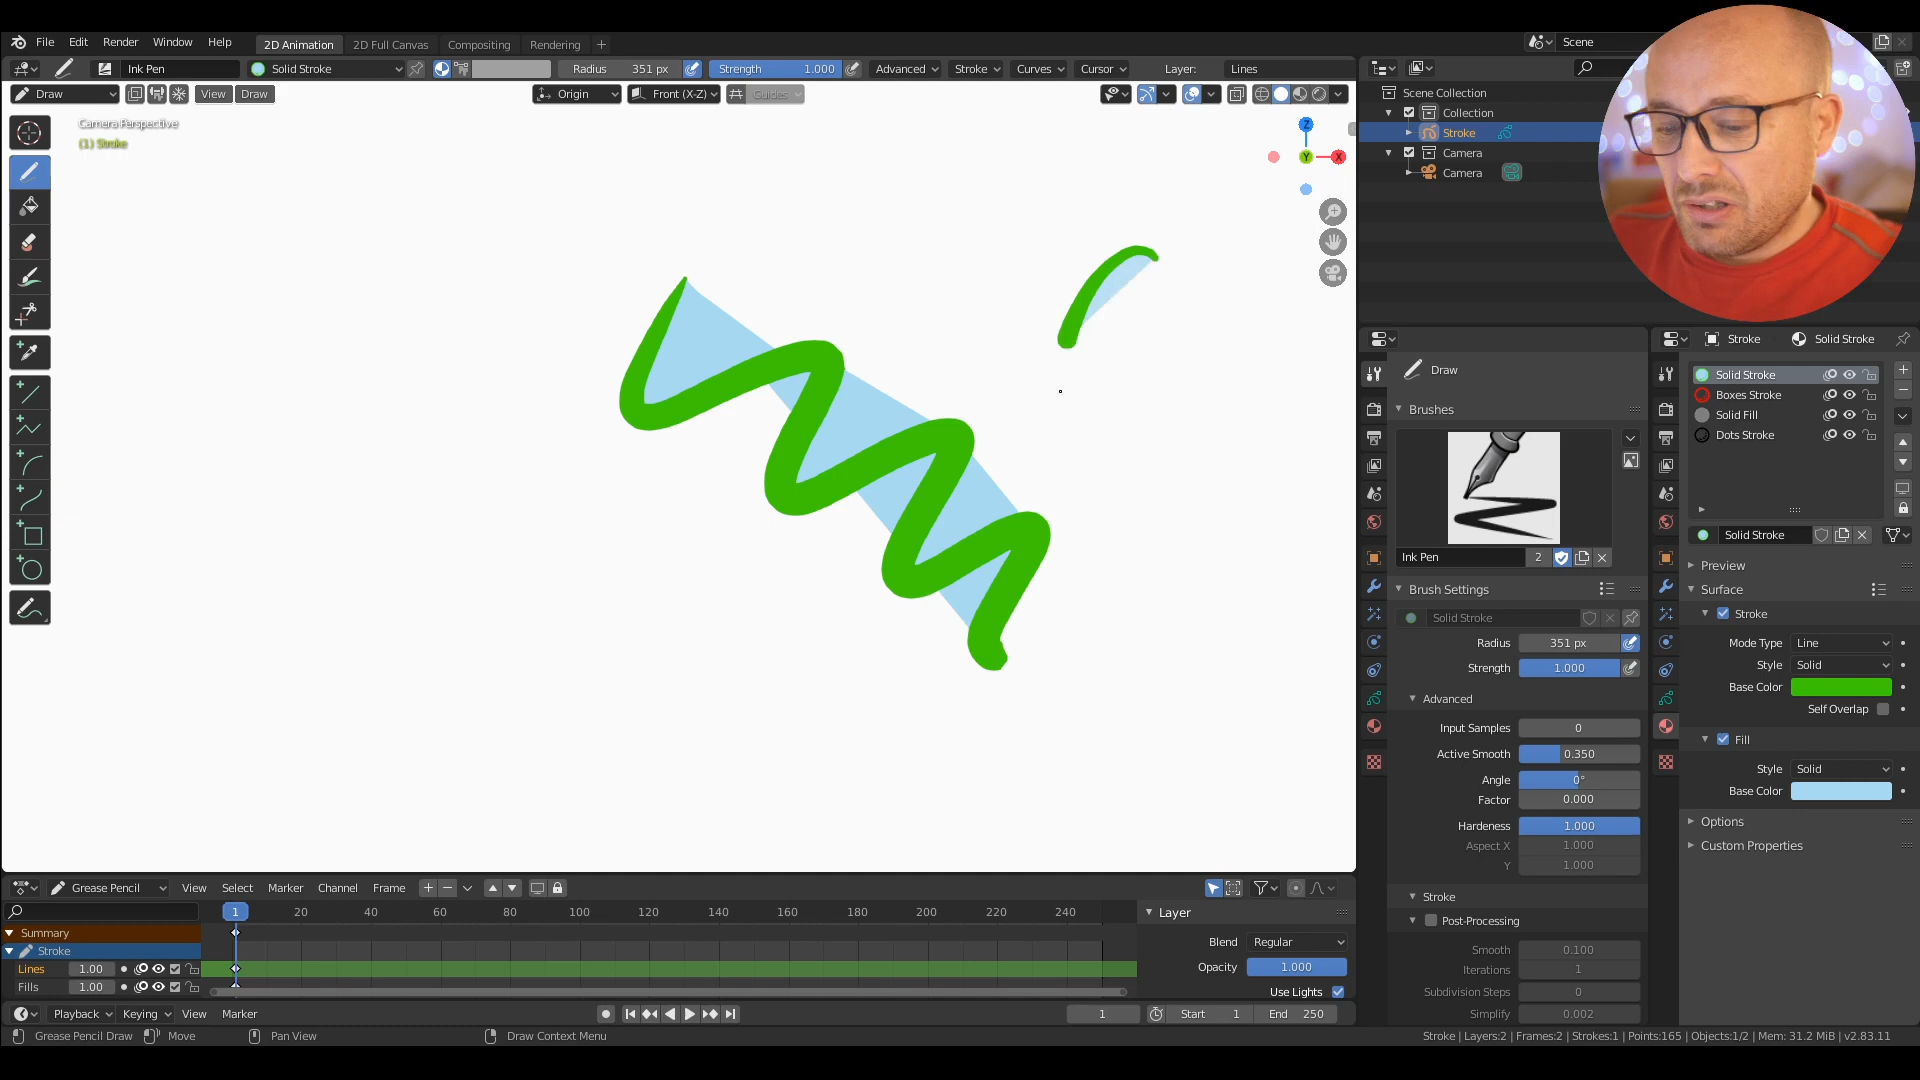 File Edit Render Window Help 2D Animation 2D Full Canvas Compositing Rendering + Scene
Ink Pen Solid Stroke Radius 351 px Strength 1.000 Advanced Stroke Curves Cursor Layer: Lines
Draw View Draw Origin Front (X-Z) Guides
Camera Perspective
(1) Stroke
Z
Y
X
Scene Collection
Collection
Stroke
Camera
Camera
Draw
Brushes
Ink Pen 2
Brush Settings
Solid Stroke
Radius 351 px
Strength 1.000
Advanced
Input Samples 0
Active Smooth 0.350
Angle 0°
Factor 0.000
Hardeness 1.000
Aspect X 1.000
Y 1.000
Stroke
Post-Processing
Smooth 0.100
Iterations 1
Subdivision Steps 0
Simplify 0.002
Stroke Solid Stroke
Solid Stroke
Boxes Stroke
Solid Fill
Dots Stroke
Solid Stroke
Preview
Surface
Stroke
Mode Type Line
Style Solid
Base Color
Self Overlap
Fill
Style Solid
Base Color
Options
Custom Properties
Grease Pencil View Select Marker Channel Frame
1 20 40 60 80 100 120 140 160 180 200 220 240
Summary
Stroke
Lines 1.00
Fills 1.00
Layer
Blend Regular
Opacity 1.000
Use Lights
Playback Keying View Marker 1 Start 1 End 250
Grease Pencil Draw Move Pan View Draw Context Menu Stroke | Layers:2 | Frames:2 | Strokes:1 | Points:165 | Objects:1/2 | Mem: 31.2 MiB | v2.83.11